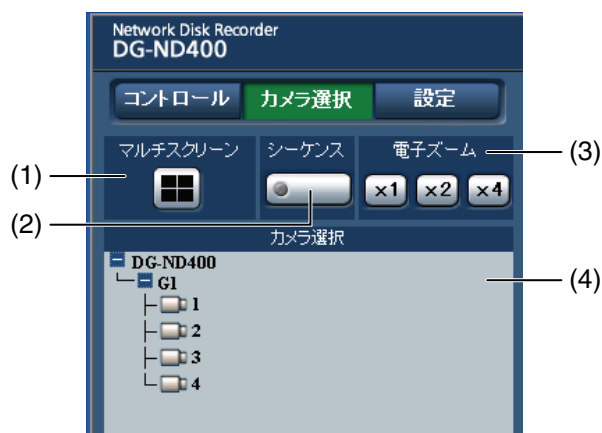 Network Disk Recorder
DG-ND400
コントロール カメラ選択 設定
マルチスクリーン シーケンス 電子ズーム (3)
(1)
×1 ×2 ×4
(2)
カメラ選択
DG-ND400
(4)
G1
1
2
3
4